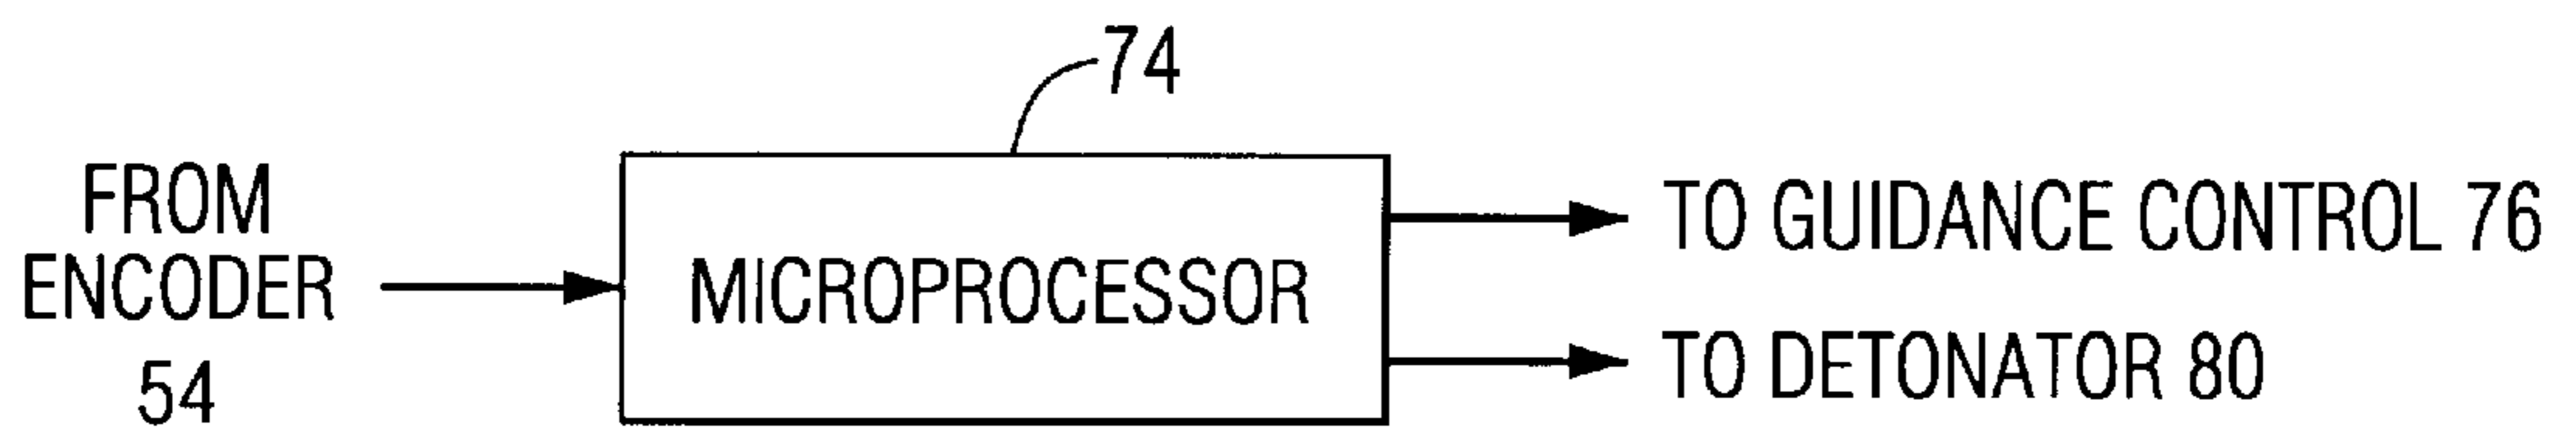 74
FROM
ENCODER
54
MICROPROCESSOR
TO GUIDANCE CONTROL 76
TO DETONATOR 80